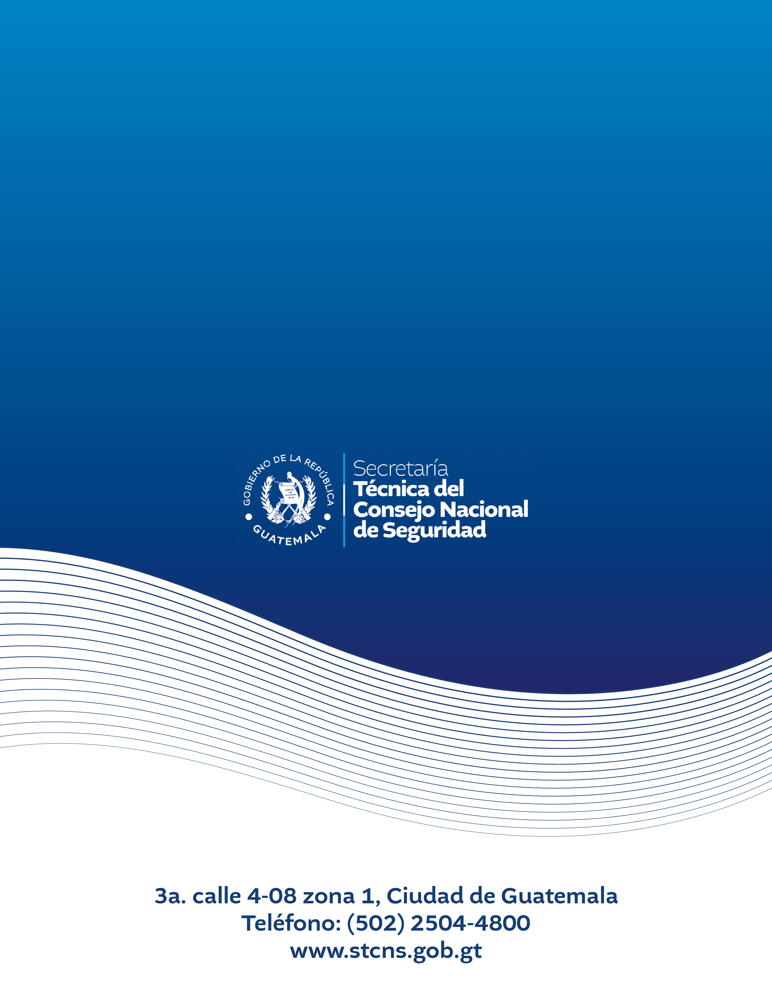 GOBIERNO DE LA REPÚBLICA
GUATEMALA
Secretaría
Técnica del
Consejo Nacional
de Seguridad
3a. calle 4-08 zona 1, Ciudad de Guatemala
Teléfono: (502) 2504-4800
www.stcns.gob.gt